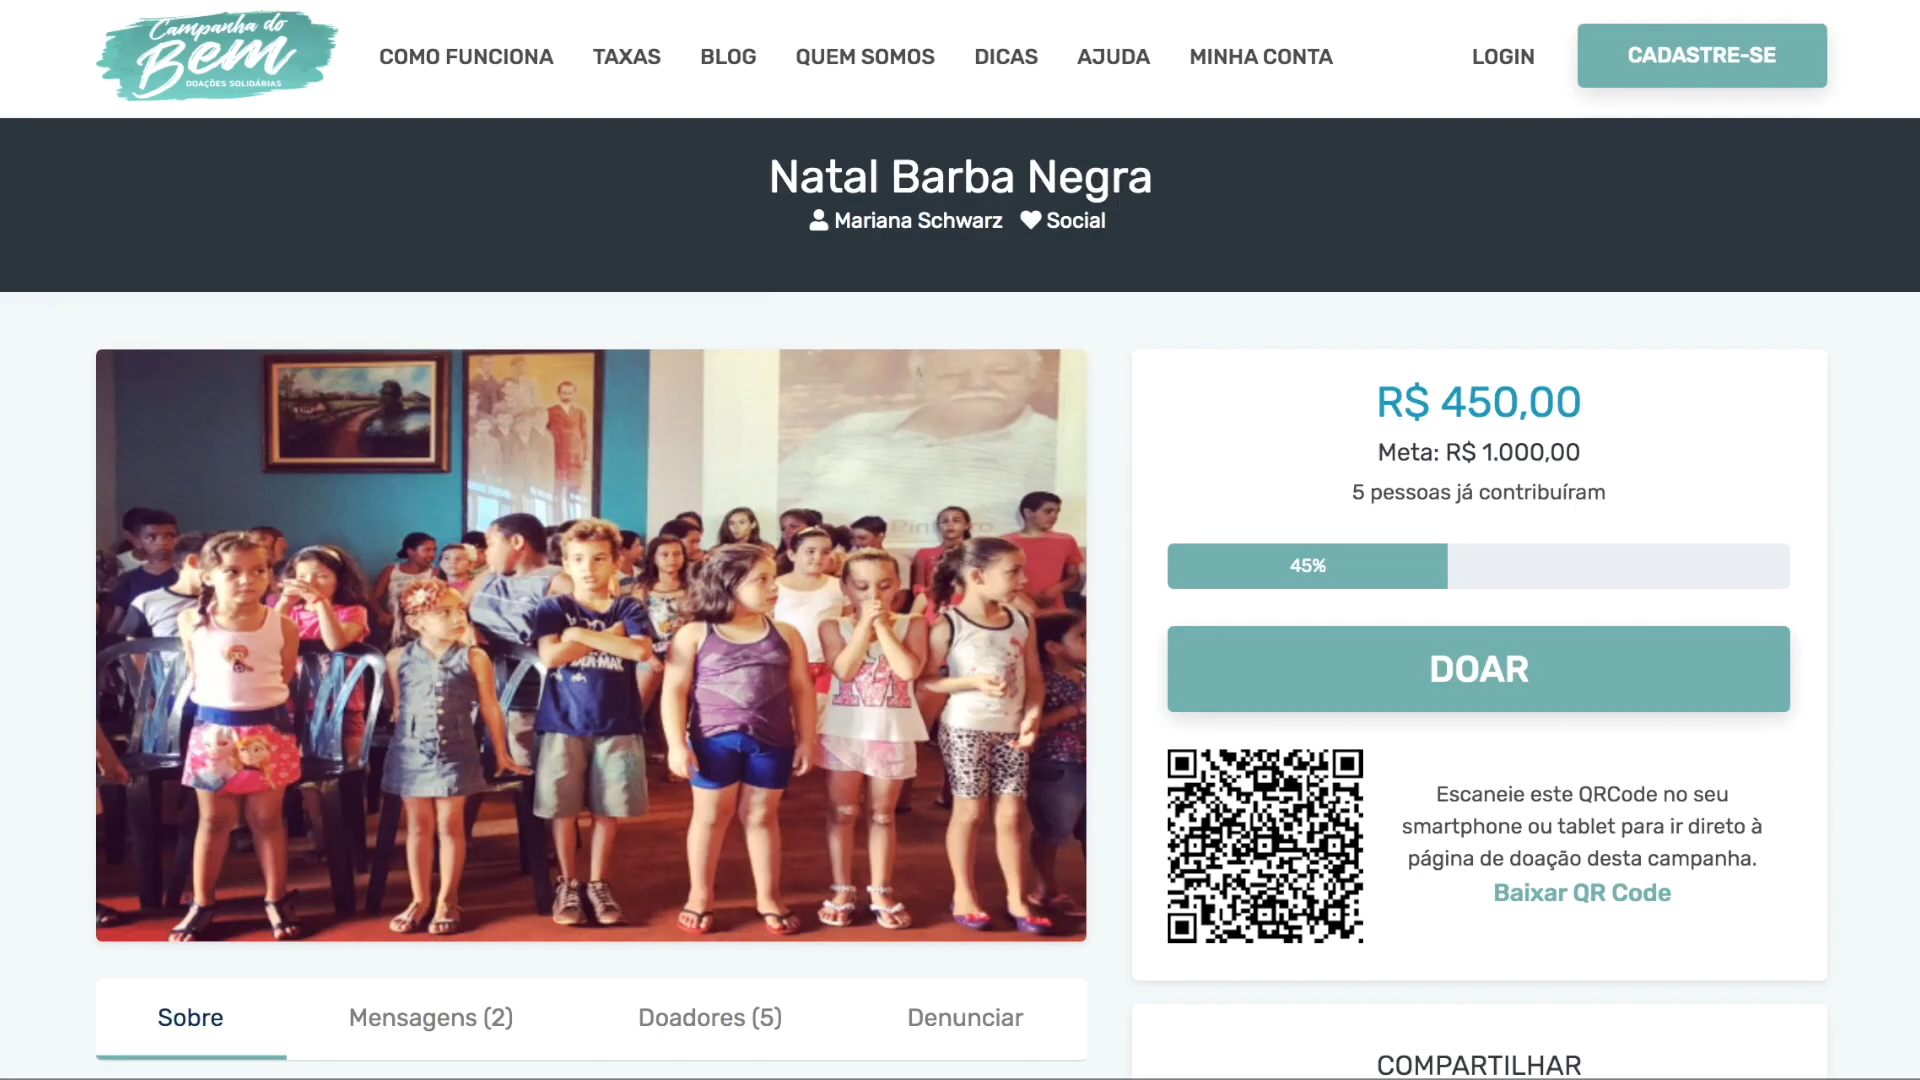 Campanha do
Bem
DOAÇÕES SOLIDÁRIAS
COMO FUNCIONA
TAXAS
BLOG
QUEM SOMOS
DICAS
AJUDA
MINHA CONTA
LOGIN
CADASTRE-SE
Natal Barba Negra
Mariana Schwarz
Social
R$ 450,00
Meta: R$ 1.000,00
5 pessoas já contribuíram
45%
DOAR
Escaneie este QRCode no seu
smartphone ou tablet para ir direto à
página de doação desta campanha.
Baixar QR Code
Sobre
Mensagens (2)
Doadores (5)
Denunciar
COMPARTILHAR